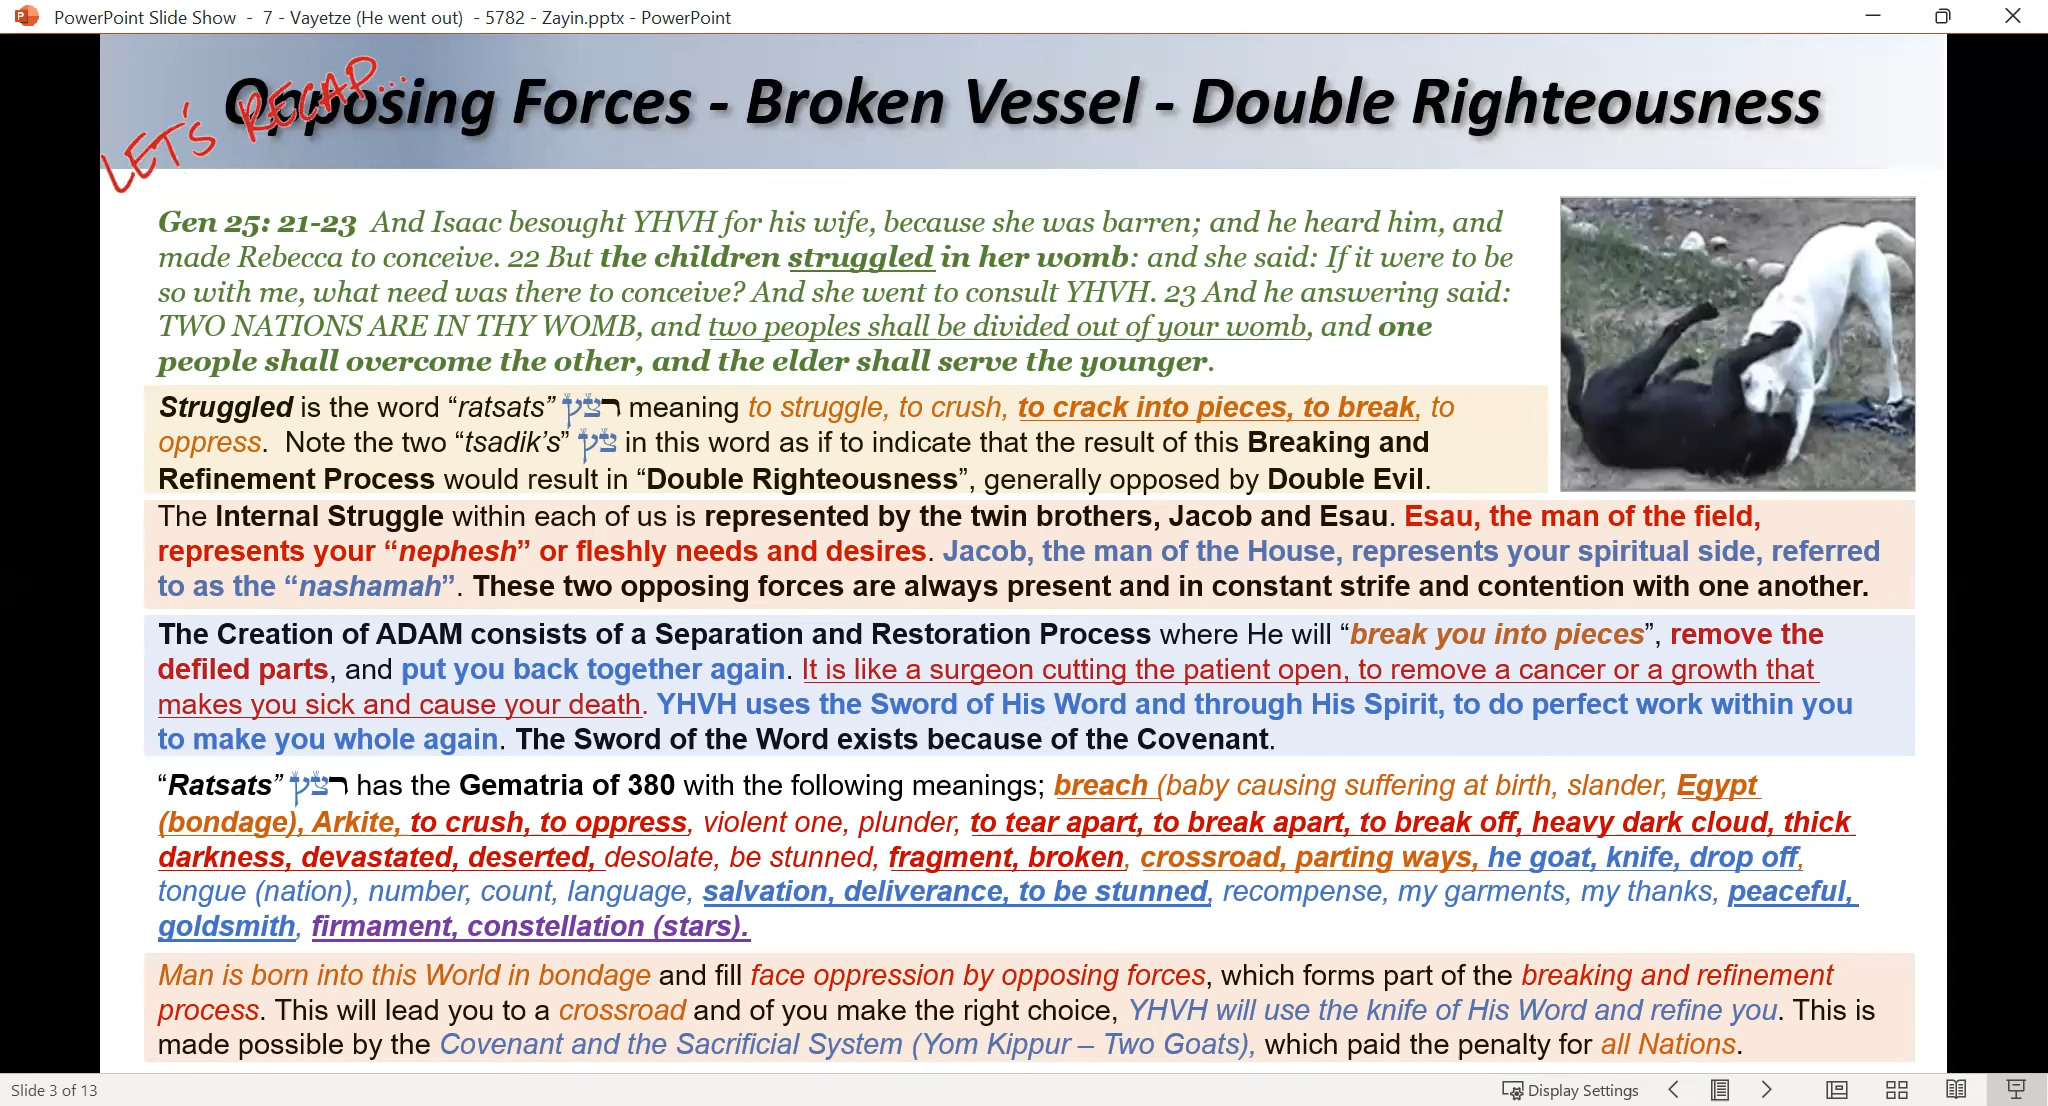 PowerPoint Slide Show - 7 - Vayetze (He went out) - 5782 - Zayin.pptx - PowerPoint
LET'S RECAP...
Opposing Forces - Broken Vessel - Double Righteousness
Gen 25: 21-23 And Isaac besought YHVH for his wife, because she was barren; and he heard him, and
made Rebecca to conceive. 22 But the children struggled in her womb: and she said: If it were to be
so with me, what need was there to conceive? And she went to consult YHVH. 23 And he answering said:
TWO NATIONS ARE IN THY WOMB, and two peoples shall be divided out of your womb, and one
people shall overcome the other, and the elder shall serve the younger.
Struggled is the word “ratsats” רצץ meaning to struggle, to crush, to crack into pieces, to break, to
oppress. Note the two “tsadik’s” צץ in this word as if to indicate that the result of this Breaking and
Refinement Process would result in “Double Righteousness”, generally opposed by Double Evil.
The Internal Struggle within each of us is represented by the twin brothers, Jacob and Esau. Esau, the man of the field,
represents your “nephesh” or fleshly needs and desires. Jacob, the man of the House, represents your spiritual side, referred
to as the “nashamah”. These two opposing forces are always present and in constant strife and contention with one another.
The Creation of ADAM consists of a Separation and Restoration Process where He will “break you into pieces”, remove the
defiled parts, and put you back together again. It is like a surgeon cutting the patient open, to remove a cancer or a growth that
makes you sick and cause your death. YHVH uses the Sword of His Word and through His Spirit, to do perfect work within you
to make you whole again. The Sword of the Word exists because of the Covenant.
“Ratsats” רצץ has the Gematria of 380 with the following meanings; breach (baby causing suffering at birth, slander, Egypt
(bondage), Arkite, to crush, to oppress, violent one, plunder, to tear apart, to break apart, to break off, heavy dark cloud, thick
darkness, devastated, deserted, desolate, be stunned, fragment, broken, crossroad, parting ways, he goat, knife, drop off,
tongue (nation), number, count, language, salvation, deliverance, to be stunned, recompense, my garments, my thanks, peaceful,
goldsmith, firmament, constellation (stars).
Man is born into this World in bondage and fill face oppression by opposing forces, which forms part of the breaking and refinement
process. This will lead you to a crossroad and of you make the right choice, YHVH will use the knife of His Word and refine you. This is
made possible by the Covenant and the Sacrificial System (Yom Kippur – Two Goats), which paid the penalty for all Nations.
Slide 3 of 13
Display Settings